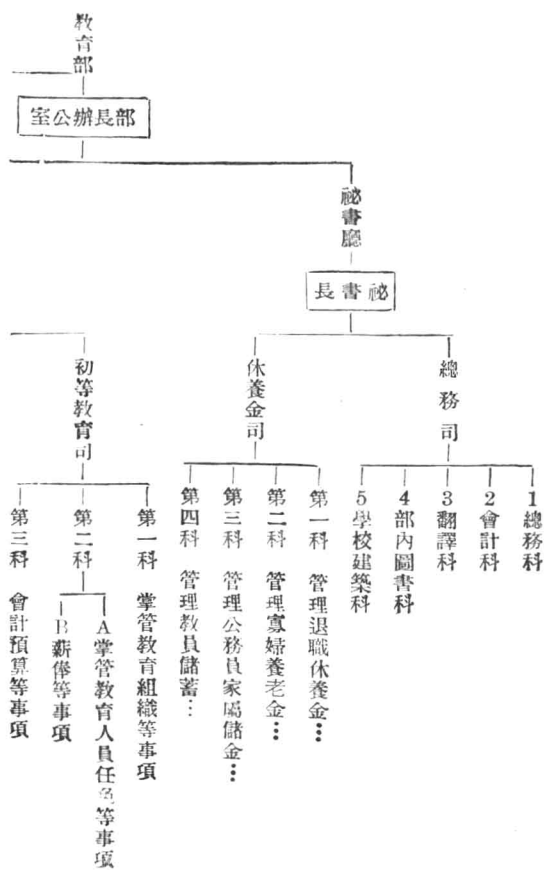 教育部
部長辦公室
祕書廳
祕書長
總務司
1 總務科
2 會計科
3 翻譯科
4 部內圖書科
5 學校建築科
休養金司
第一科 管理退職休養金…
第二科 管理寡婦養老金…
第三科 管理公務員家屬儲金…
第四科 管理教員儲蓄…
初等教育司
第一科 掌管教育組織等事項
第二科
A 掌管教育人員任免等事項
B 薪俸等事項
第三科 會計預算等事項